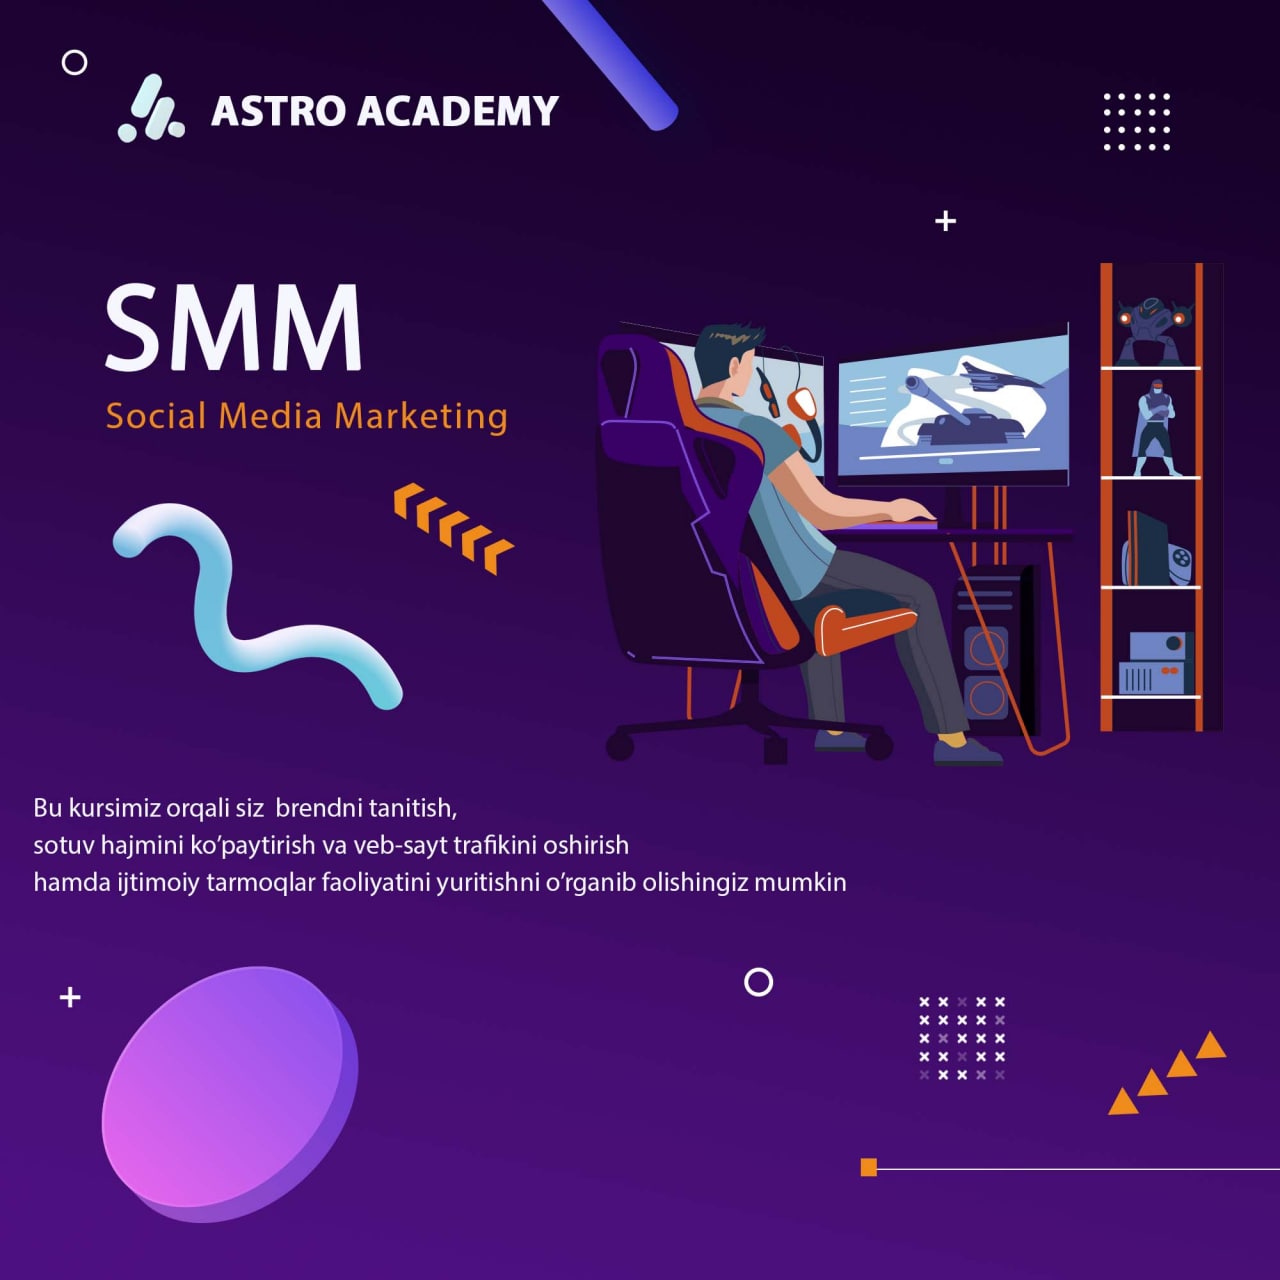 ASTRO ACADEMY
SMM
Social Media Marketing
Bu kursimiz orqali siz brendni tanitish,
sotuv hajmini ko’paytirish va veb-sayt trafikini oshirish
hamda ijtimoiy tarmoqlar faoliyatini yuritishni o’rganib olishingiz mumkin